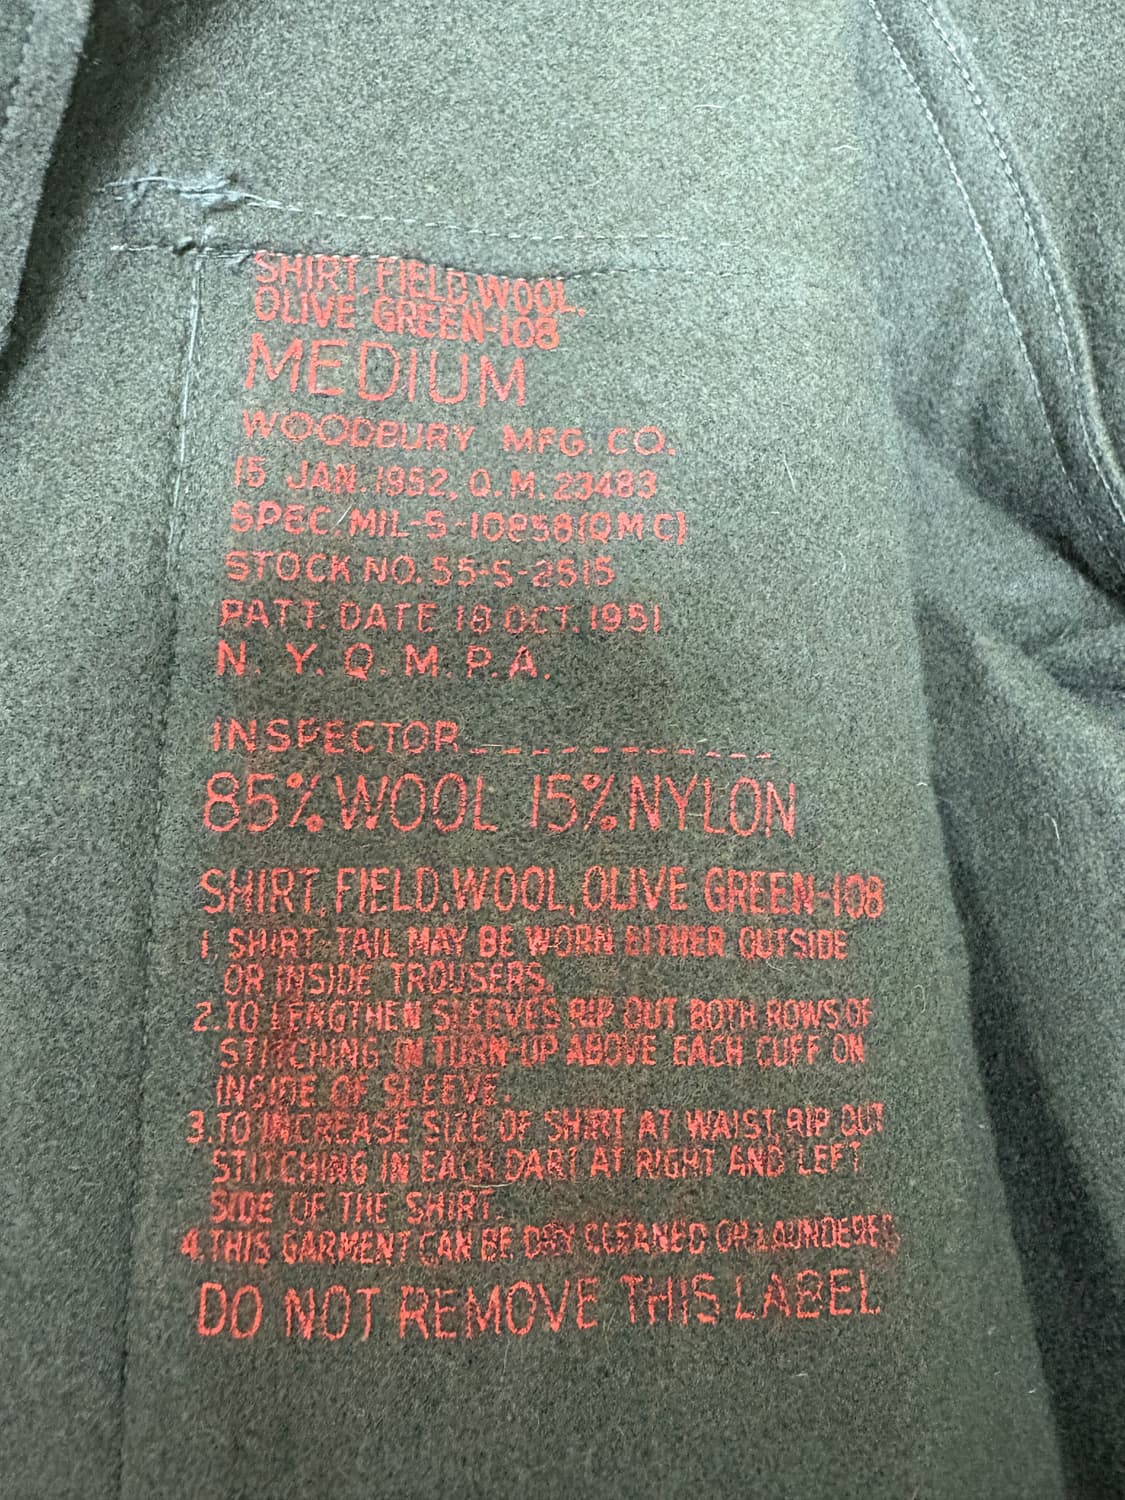 SHIRT, FIELD, WOOL,
OLIVE GREEN-108
MEDIUM
WOODBURY MFG. CO.
15 JAN. 1952, Q.M. 23483
SPEC. MIL-S-10858(QMC)
STOCK NO. 55-S-2515
PATT. DATE 18 OCT. 1951
N. Y. Q. M. P. A.
INSPECTOR_____________
85% WOOL 15% NYLON
SHIRT, FIELD, WOOL, OLIVE GREEN-108
1. SHIRT-TAIL MAY BE WORN EITHER OUTSIDE
OR INSIDE TROUSERS.
2. TO LENGTHEN SLEEVES RIP OUT BOTH ROWS OF
STITCHING IN TURN-UP ABOVE EACH CUFF ON
INSIDE OF SLEEVE.
3. TO INCREASE SIZE OF SHIRT AT WAIST, RIP OUT
STITCHING IN EACH DART AT RIGHT AND LEFT
SIDE OF THE SHIRT.
4. THIS GARMENT CAN BE DRY CLEANED OR LAUNDERED
DO NOT REMOVE THIS LABEL